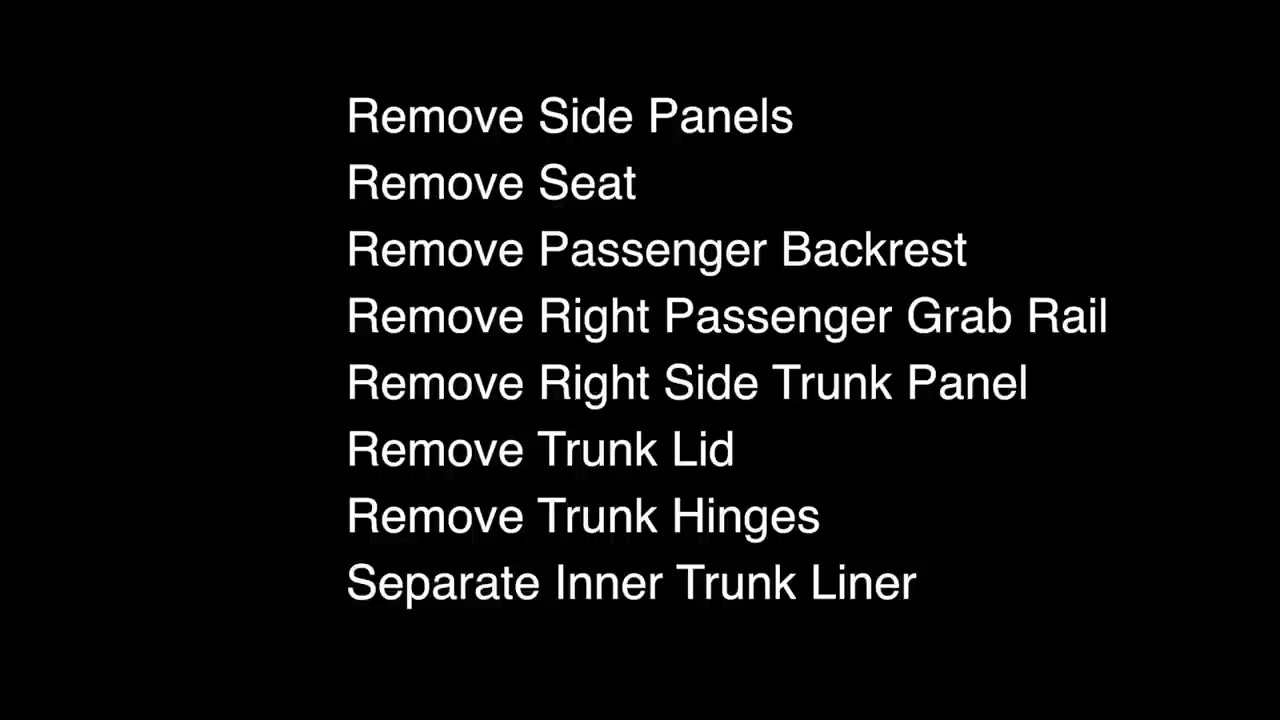 Remove Side Panels
Remove Seat
Remove Passenger Backrest
Remove Right Passenger Grab Rail
Remove Right Side Trunk Panel
Remove Trunk Lid
Remove Trunk Hinges
Separate Inner Trunk Liner